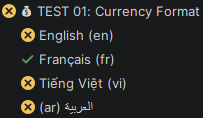 TEST 01: Currency Format
English (en)
Français (fr)
Tiếng Việt (vi)
العربية (ar)